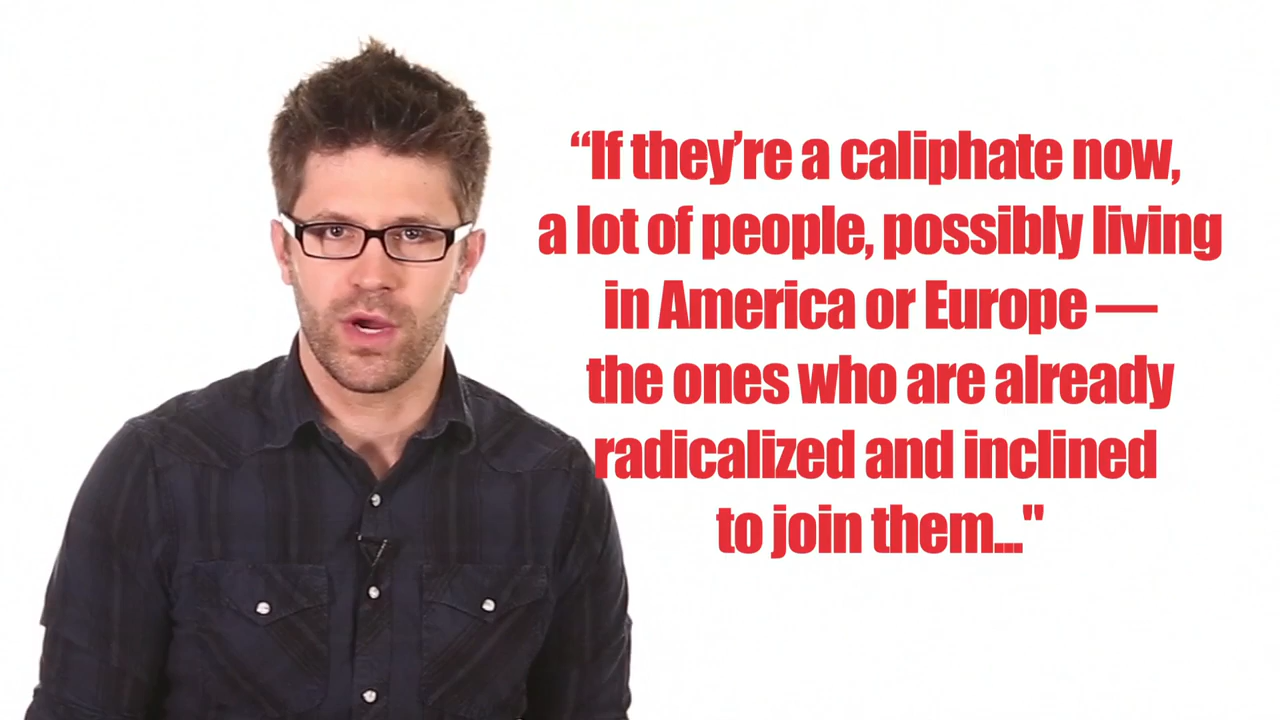 “If they’re a caliphate now,
a lot of people, possibly living
in America or Europe —
the ones who are already
radicalized and inclined
to join them..."